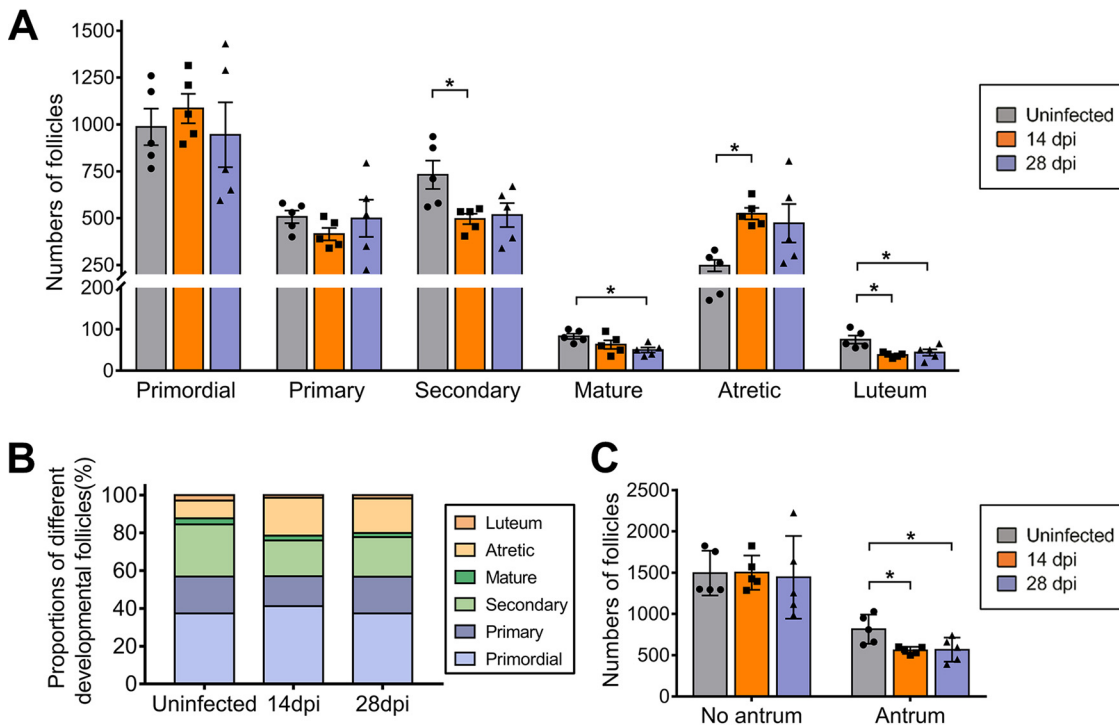 A
Numbers of follicles
1500
1250
1000
750
500
250
200
100
0
*
*
*
*
*
Primordial
Primary
Secondary
Mature
Atretic
Luteum
Uninfected
14 dpi
28 dpi
B
Proportions of different
developmental follicles(%)
100
80
60
40
20
0
Uninfected
14dpi
28dpi
Luteum
Atretic
Mature
Secondary
Primary
Primordial
C
Numbers of follicles
2500
2000
1500
1000
500
0
*
*
No antrum
Antrum
Uninfected
14 dpi
28 dpi